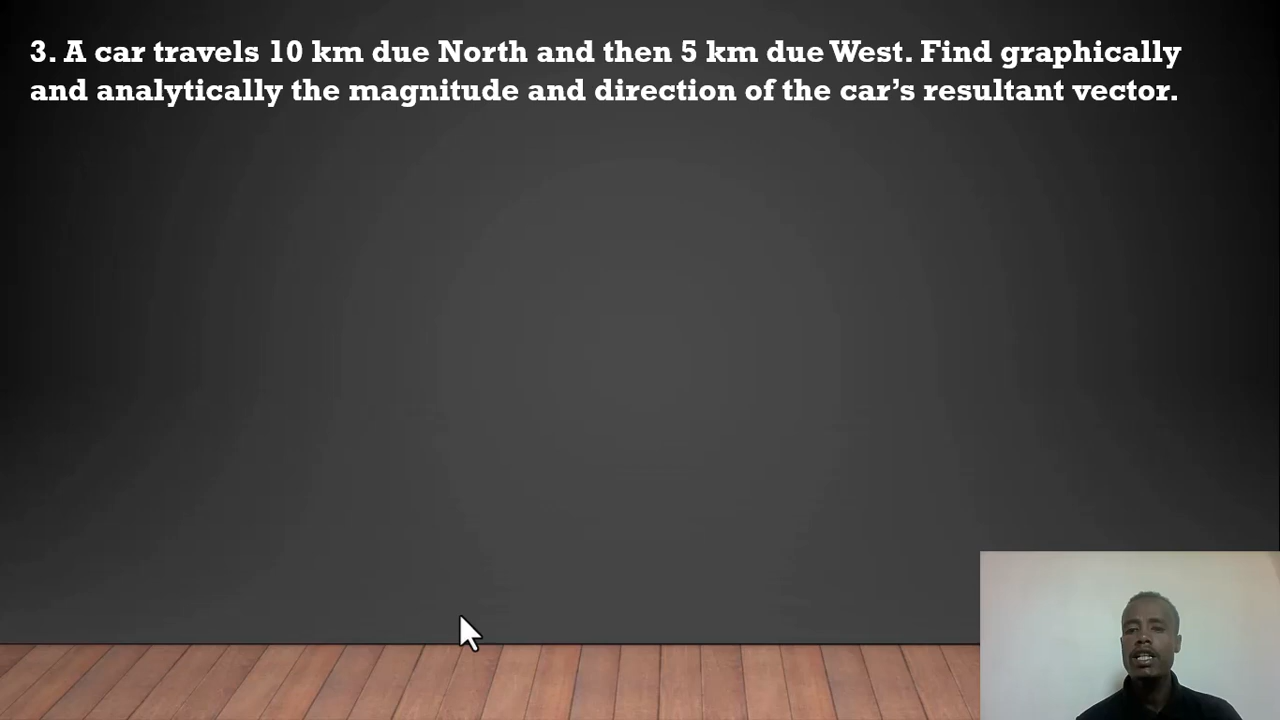 3. A car travels 10 km due North and then 5 km due West. Find graphically
and analytically the magnitude and direction of the car’s resultant vector.